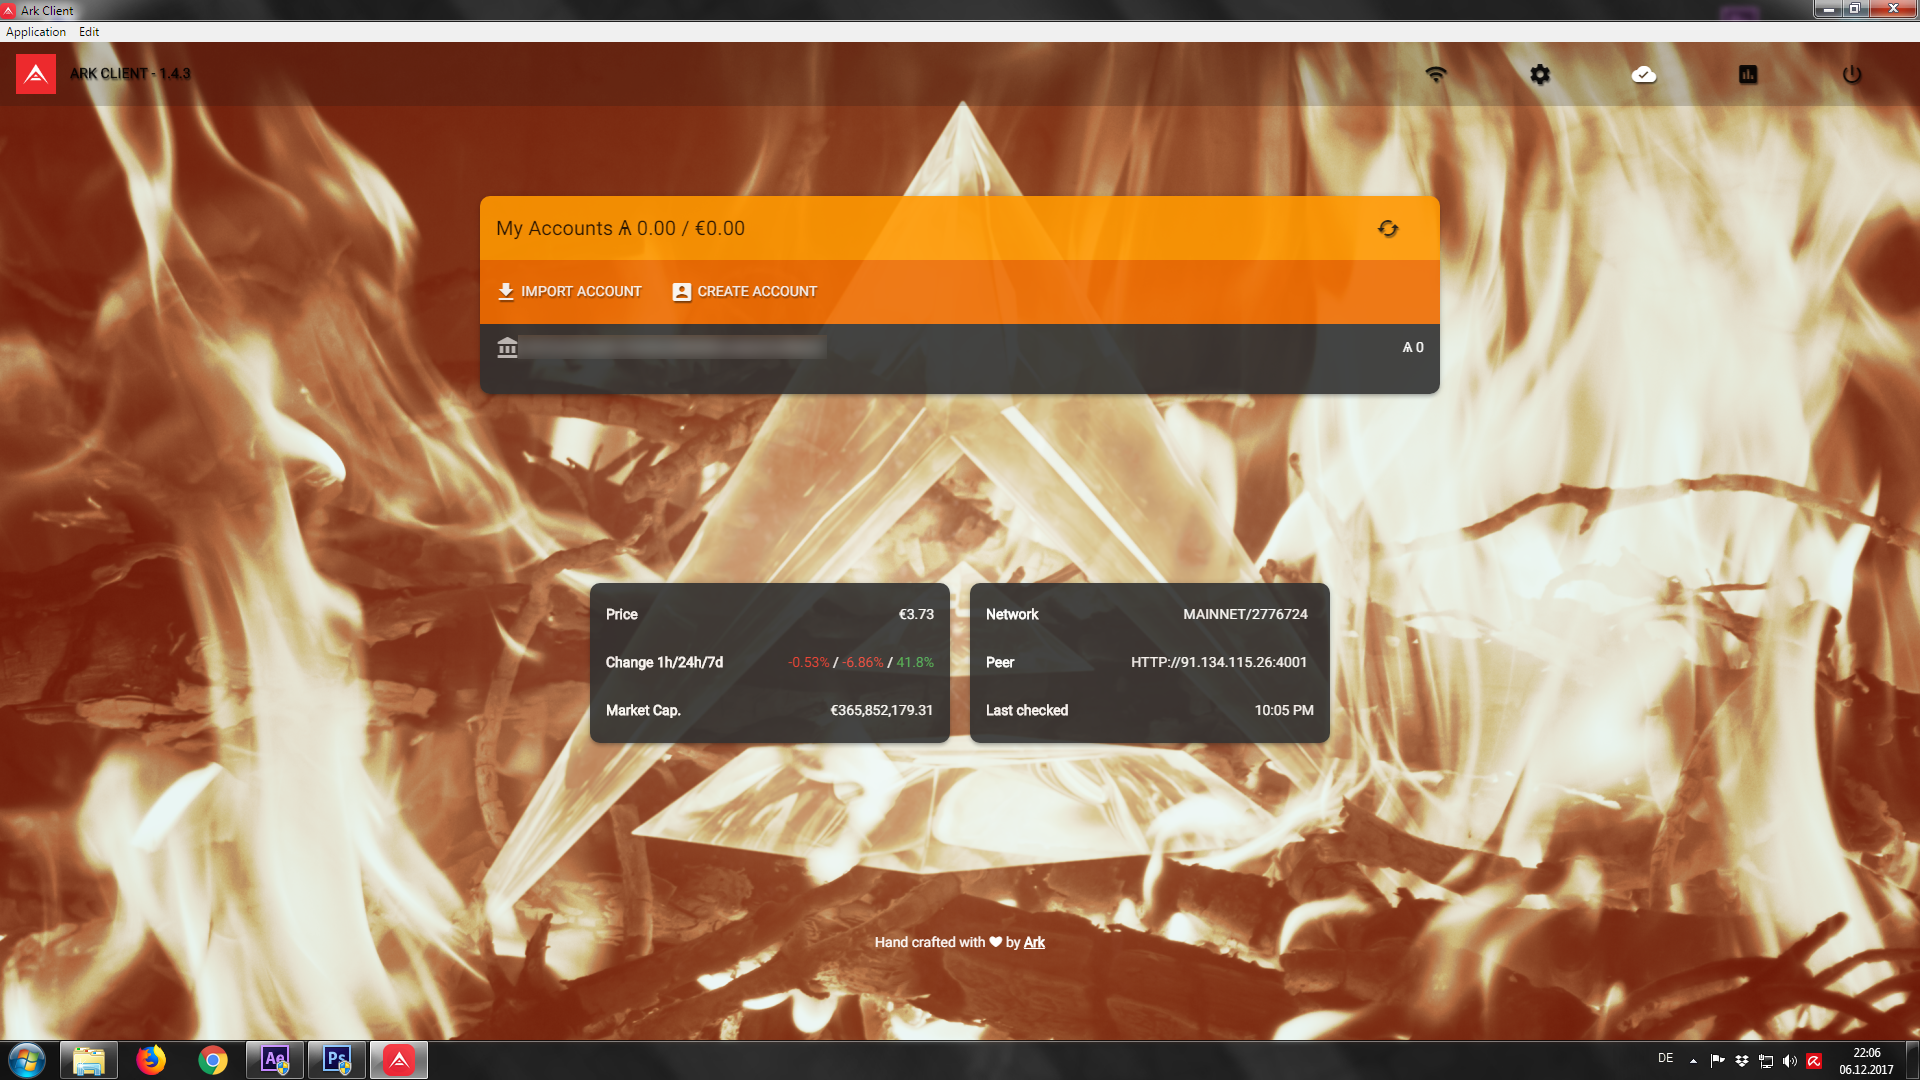 Ark Client
Application Edit
ARK CLIENT - 1.4.3
My Accounts Ѧ 0.00 / €0.00
IMPORT ACCOUNT CREATE ACCOUNT
Ѧ 0
Price €3.73
Change 1h/24h/7d -0.53% / -6.86% / 41.8%
Market Cap. €365,852,179.31
Network MAINNET/2776724
Peer HTTP://91.134.115.26:4001
Last checked 10:05 PM
Hand crafted with ♥ by Ark
Ae Ps
DE
22:06
06.12.2017